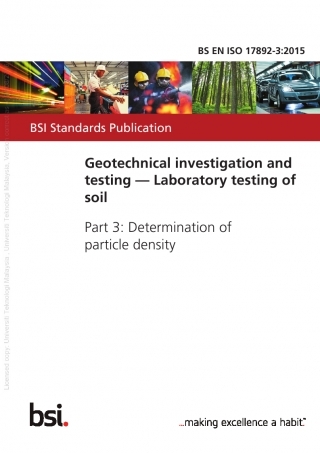 BS EN ISO 17892-3:2015
BSI Standards Publication
Geotechnical investigation and
testing — Laboratory testing of
soil
Part 3: Determination of
particle density
bsi.
...making excellence a habit.™
Licensed copy: Universiti Teknologi Malaysia, Universiti Teknologi Malaysia, Version